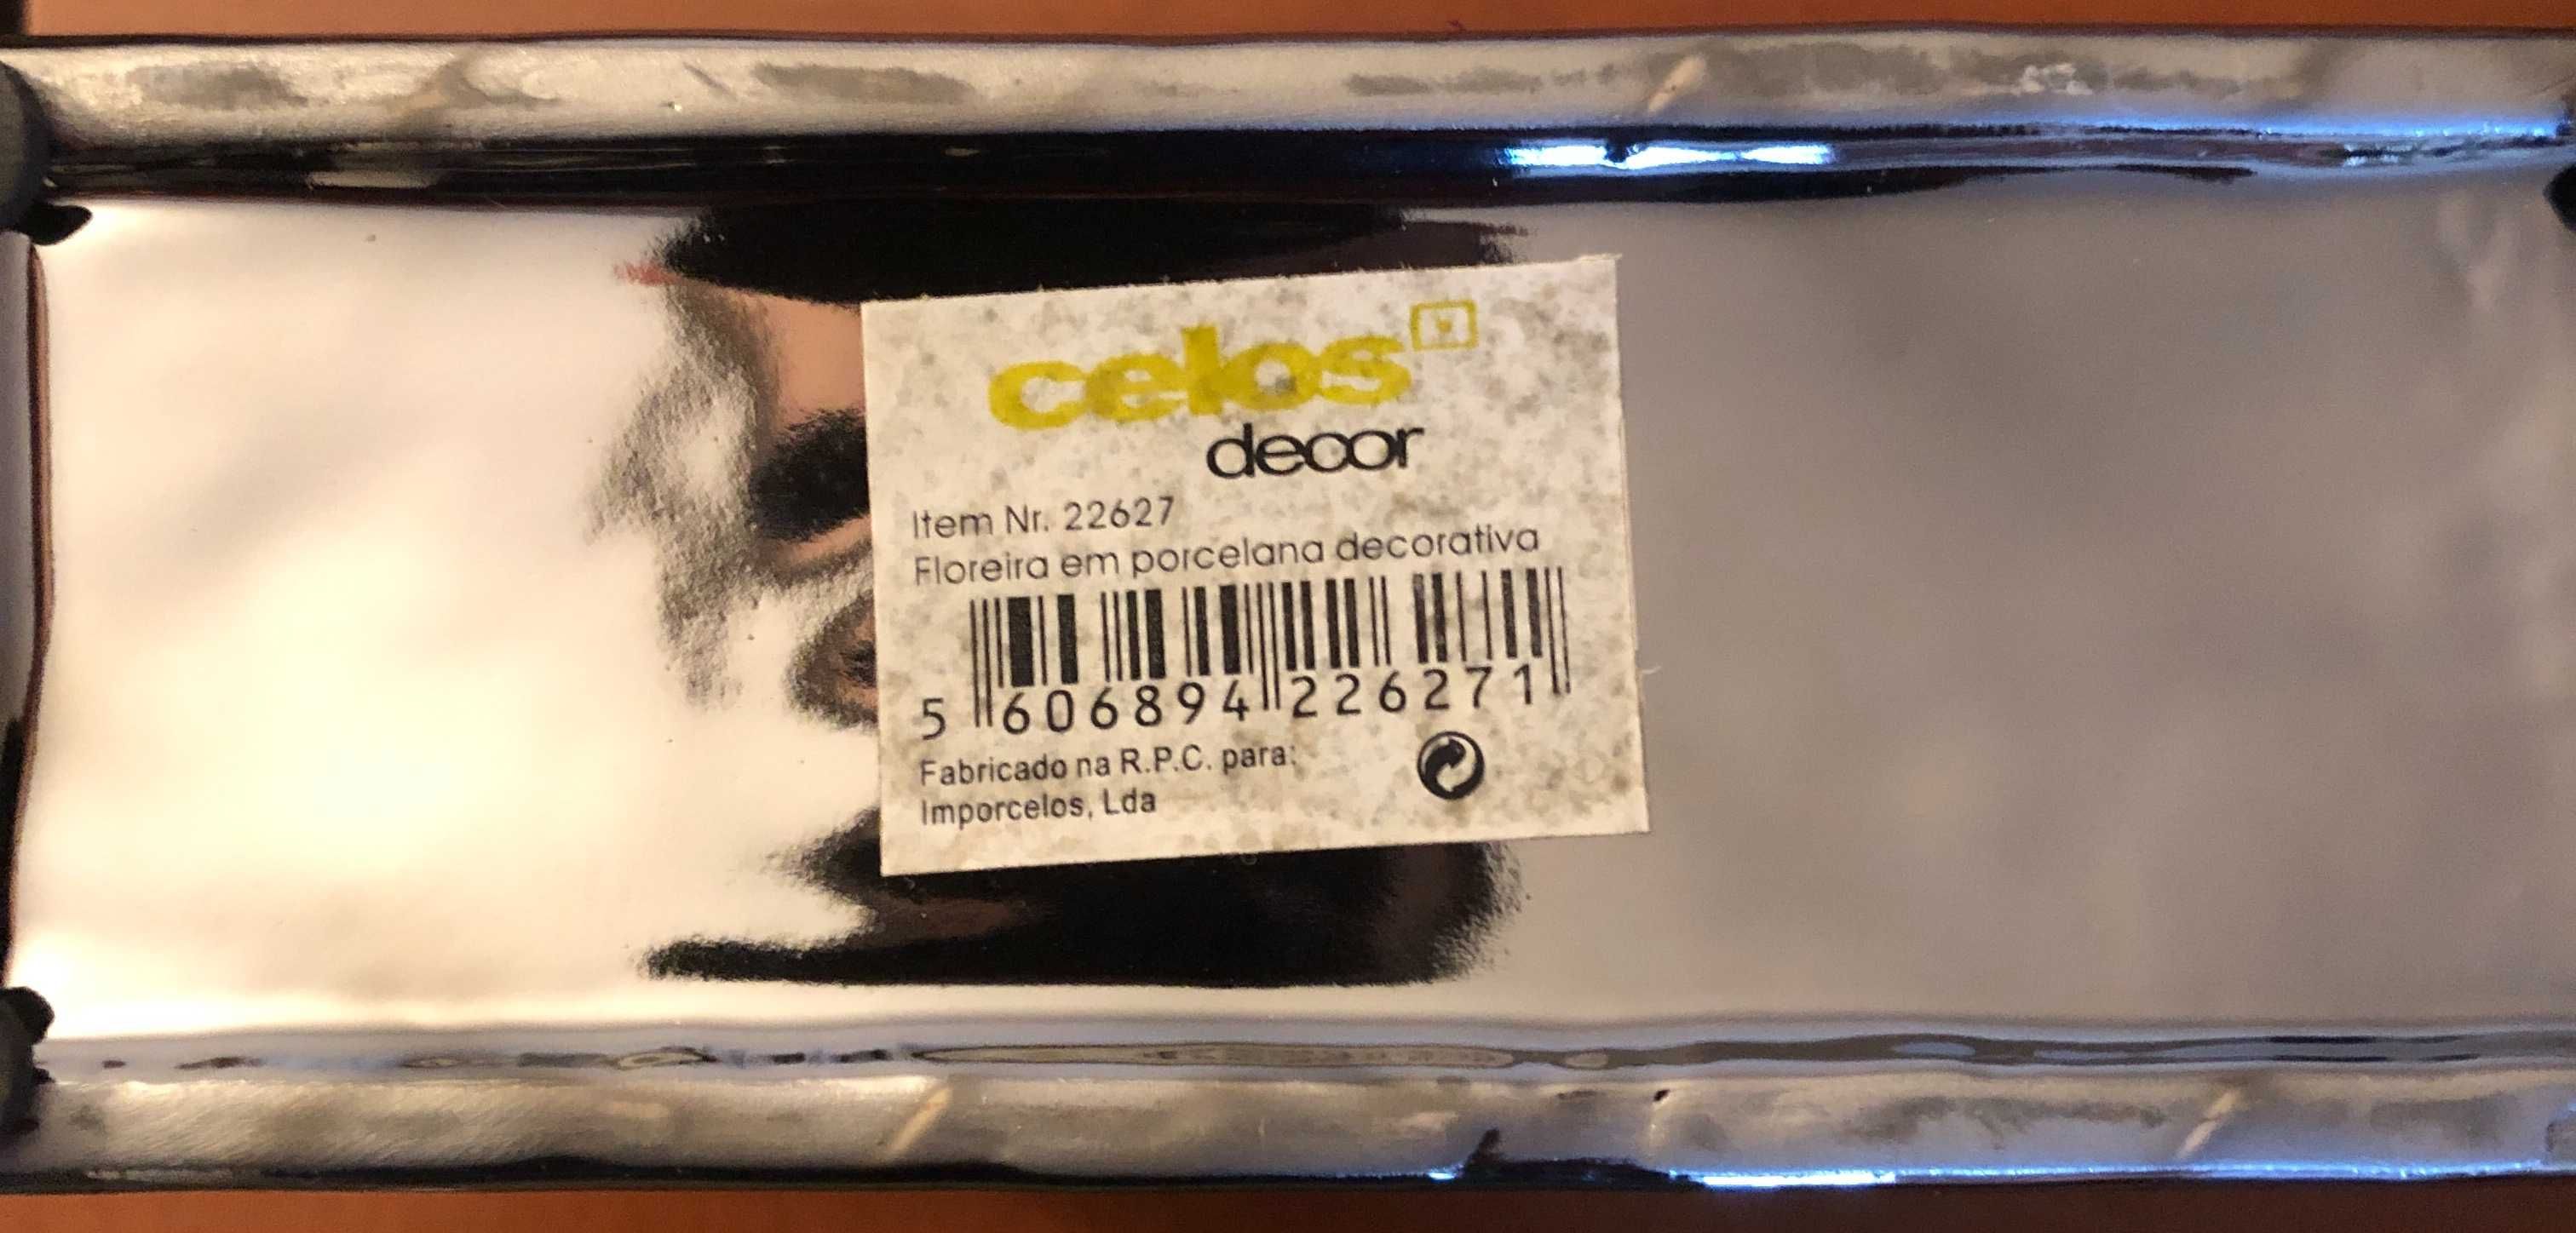 celos
decor
Item Nr. 22627
Floreira em porcelana decorativa
5 606894 226271
Fabricado na R.P.C. para:
Imporcelos, Lda